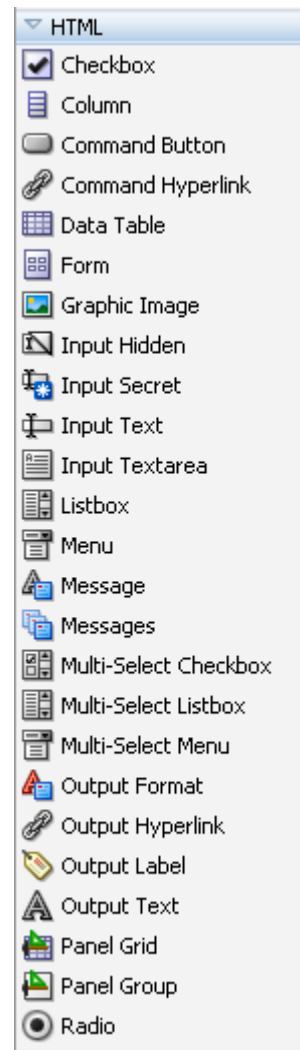 HTML
Checkbox
Column
Command Button
Command Hyperlink
Data Table
Form
Graphic Image
Input Hidden
Input Secret
Input Text
Input Textarea
Listbox
Menu
Message
Messages
Multi-Select Checkbox
Multi-Select Listbox
Multi-Select Menu
Output Format
Output Hyperlink
Output Label
Output Text
Panel Grid
Panel Group
Radio